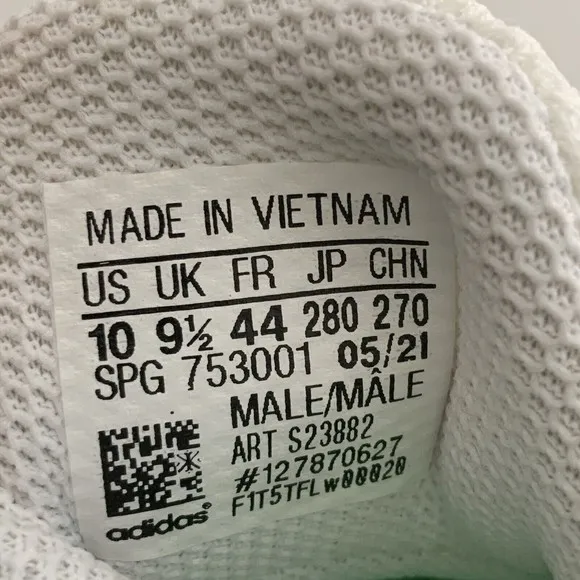 MADE IN VIETNAM
US UK FR JP CHN
10 9½ 44 280 270
SPG 753001 05/21
MALE/MÂLE
ART S23882
#127870627
F1T5TFLW00020
adidas®